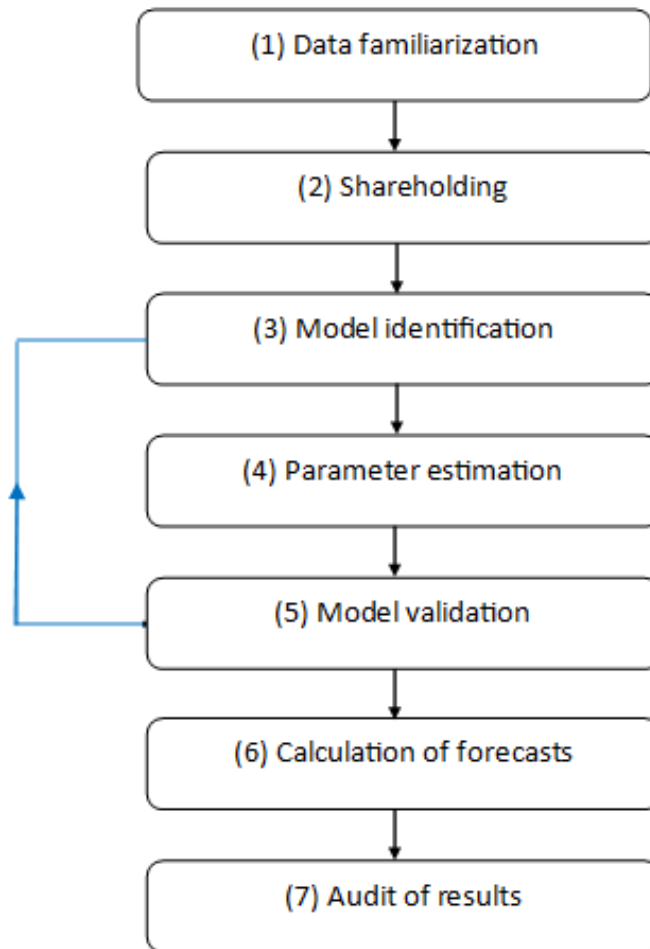 (1) Data familiarization
(2) Shareholding
(3) Model identification
(4) Parameter estimation
(5) Model validation
(6) Calculation of forecasts
(7) Audit of results